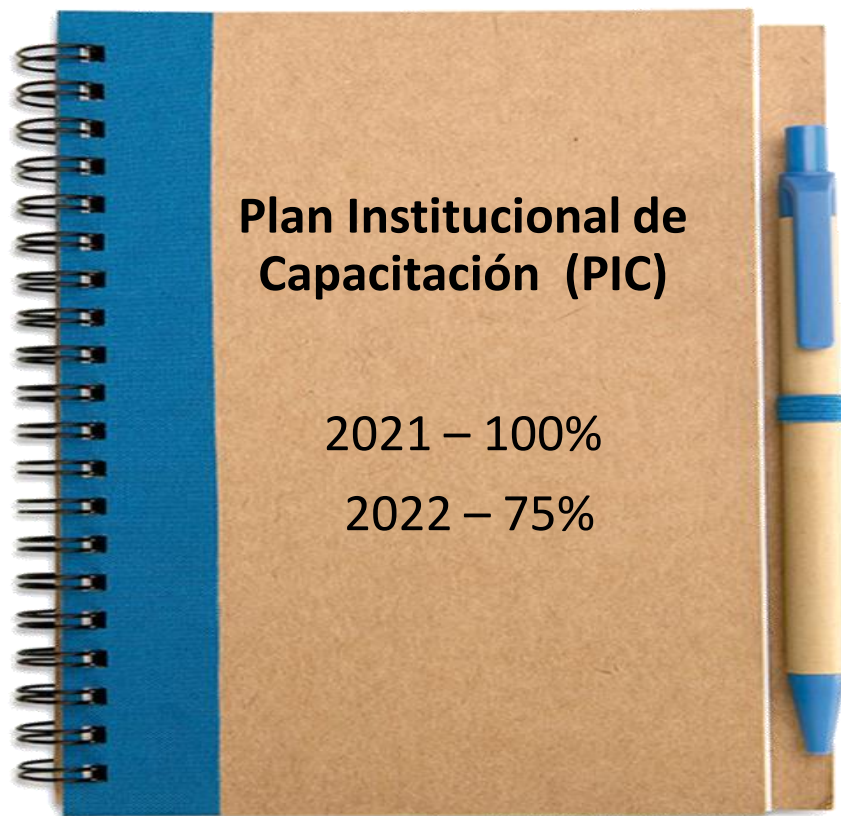 Plan Institucional de
Capacitación (PIC)
2021 – 100%
2022 – 75%